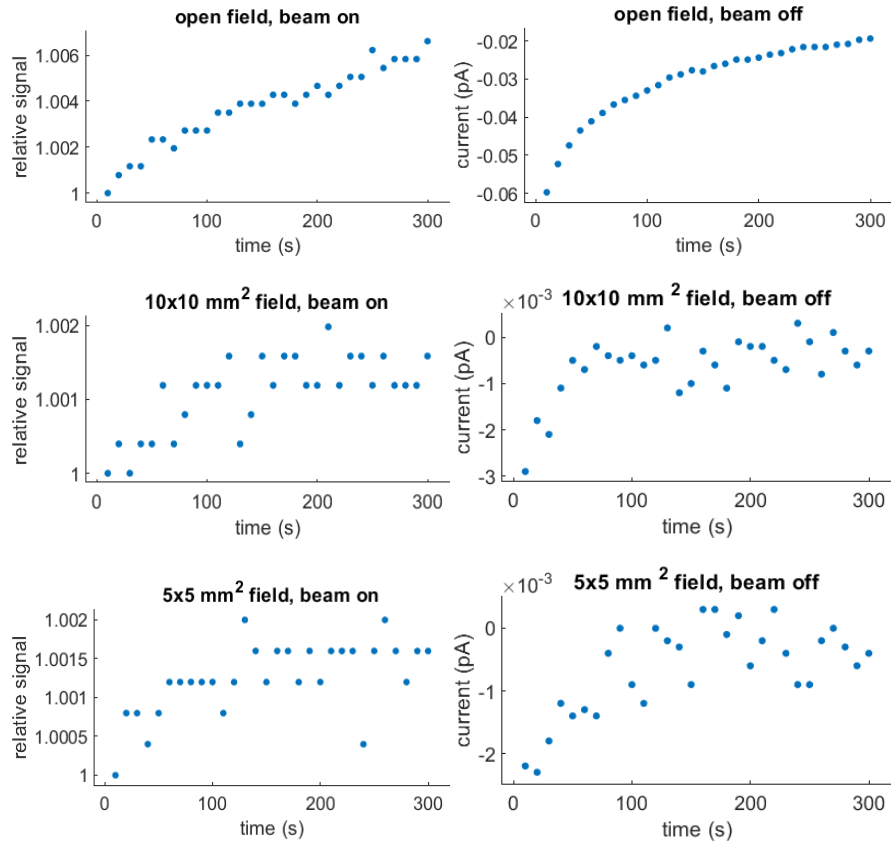 open field, beam on
1.006
1.004
1.002
1
relative signal
0
100
200
300
time (s)
open field, beam off
-0.02
-0.03
-0.04
-0.05
-0.06
current (pA)
0
100
200
300
time (s)
10x10 mm² field, beam on
1.002
1.001
1
relative signal
0
100
200
300
time (s)
×10⁻³
10x10 mm ² field, beam off
0
-1
-2
-3
current (pA)
0
100
200
300
time (s)
5x5 mm² field, beam on
1.002
1.0015
1.001
1.0005
1
relative signal
0
100
200
300
time (s)
×10⁻³
5x5 mm ² field, beam off
0
-1
-2
current (pA)
0
100
200
300
time (s)